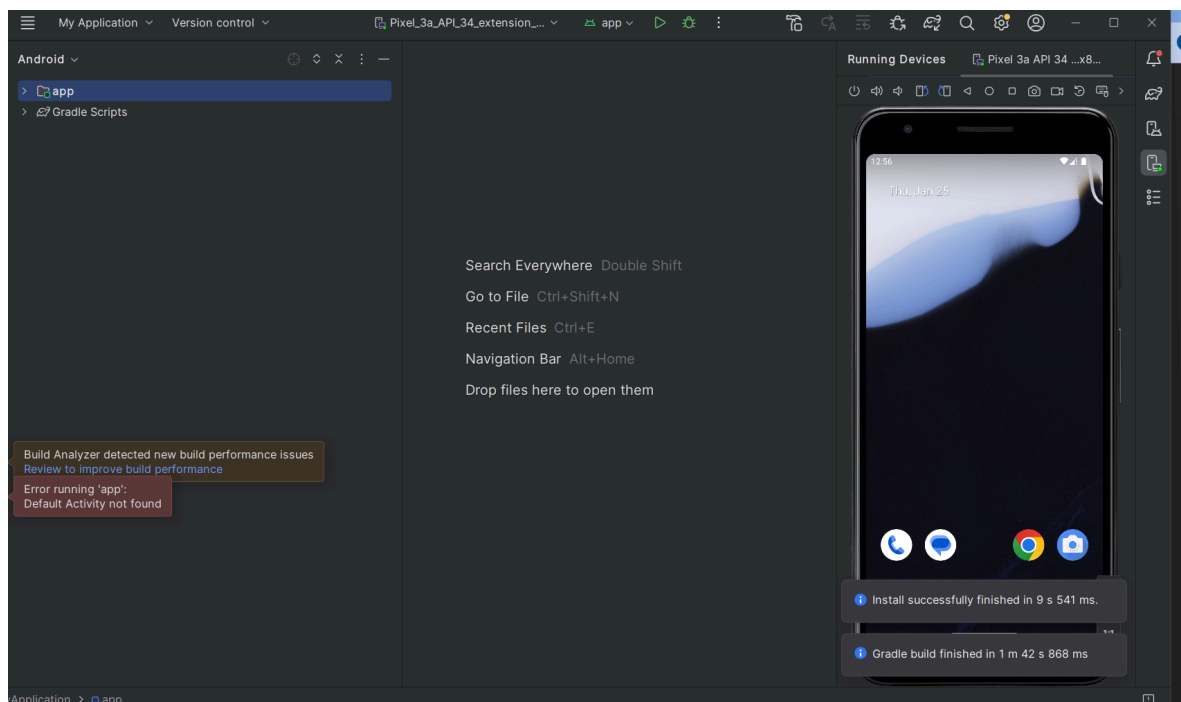 My Application
Version control
Pixel_3a_API_34_extension_...
app
Android
Running Devices
Pixel 3a API 34 ...x8...
app
Gradle Scripts
12:56
Thu, Jan 25
Search Everywhere Double Shift
Go to File Ctrl+Shift+N
Recent Files Ctrl+E
Navigation Bar Alt+Home
Drop files here to open them
Build Analyzer detected new build performance issues
Review to improve build performance
Error running 'app':
Default Activity not found
Install successfully finished in 9 s 541 ms.
1:1
Gradle build finished in 1 m 42 s 868 ms
yApplication > app